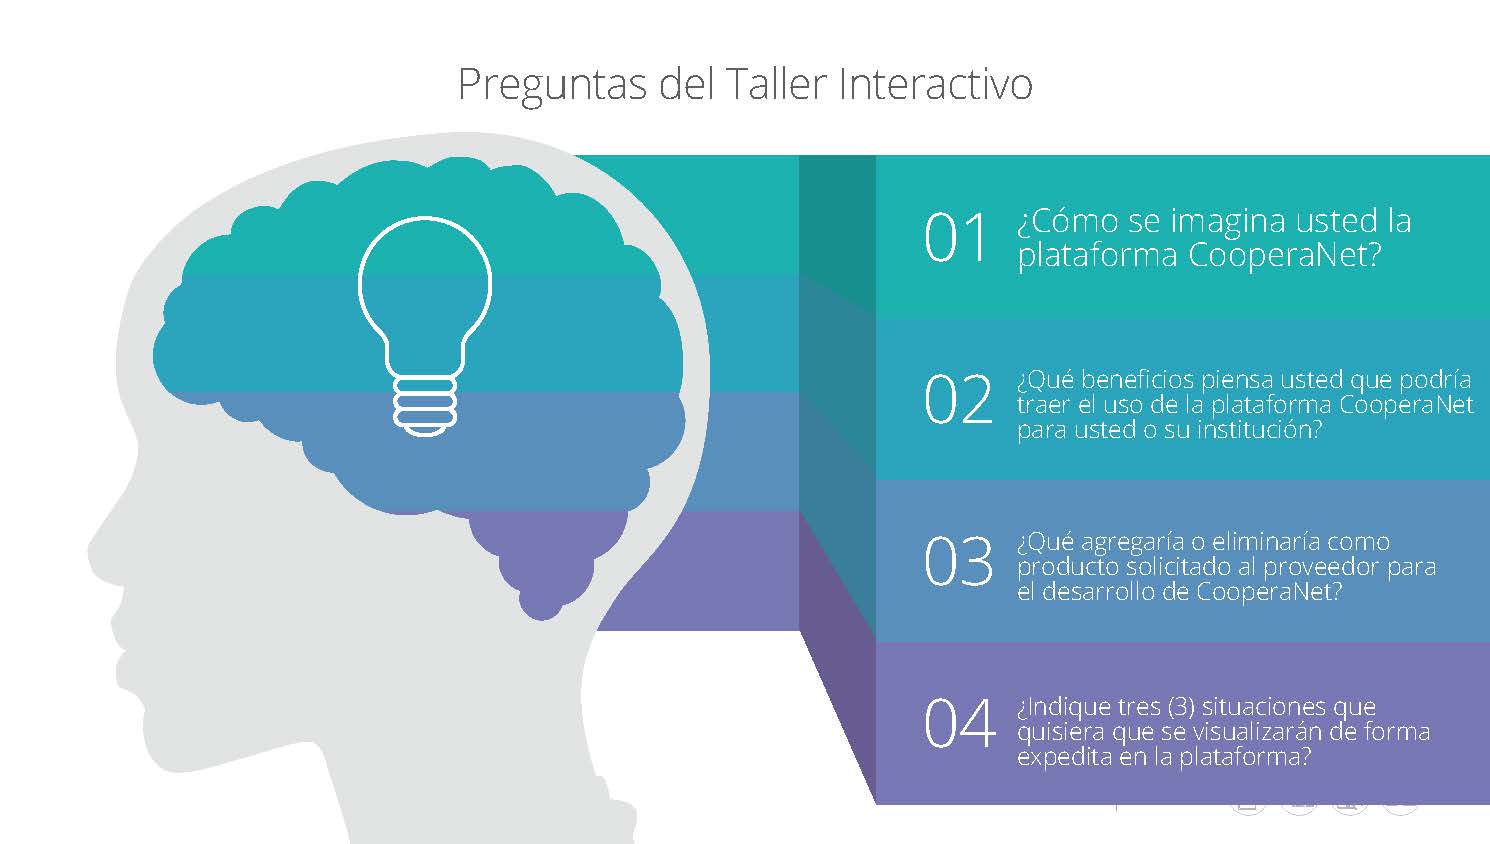 Preguntas del Taller Interactivo
01
¿Cómo se imagina usted la
plataforma CooperaNet?
02
¿Qué beneficios piensa usted que podría
traer el uso de la plataforma CooperaNet
para usted o su institución?
03
¿Qué agregaría o eliminaría como
producto solicitado al proveedor para
el desarrollo de CooperaNet?
04
¿Indique tres (3) situaciones que
quisiera que se visualizarán de forma
expedita en la plataforma?